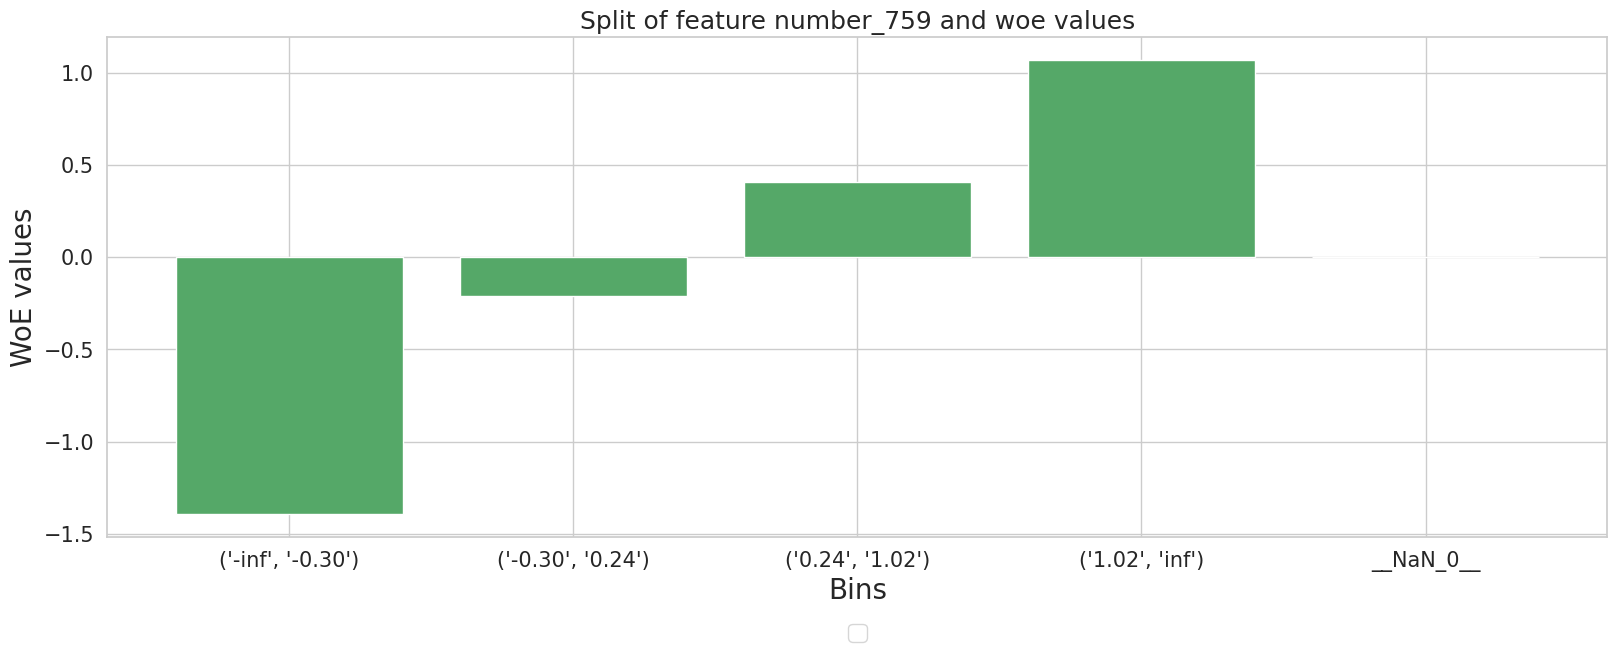 Split of feature number_759 and woe values
1.0
0.5
0.0
−0.5
−1.0
−1.5
WoE values
('-inf', '-0.30')
('-0.30', '0.24')
('0.24', '1.02')
('1.02', 'inf')
__NaN_0__
Bins